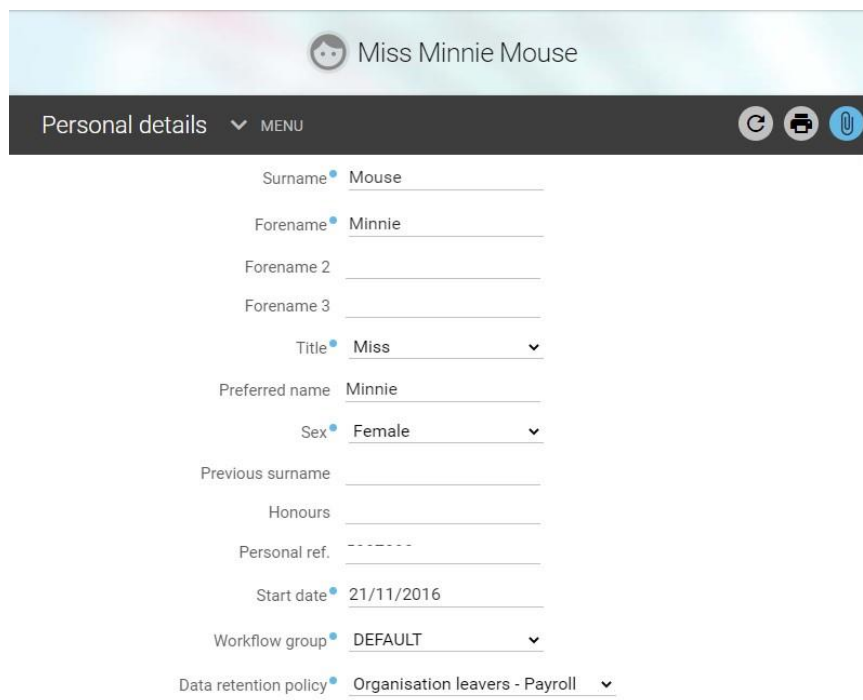 Miss Minnie Mouse
Personal details MENU
Surname Mouse
Forename Minnie
Forename 2
Forename 3
Title Miss
Preferred name Minnie
Sex Female
Previous surname
Honours
Personal ref.
Start date 21/11/2016
Workflow group DEFAULT
Data retention policy Organisation leavers - Payroll